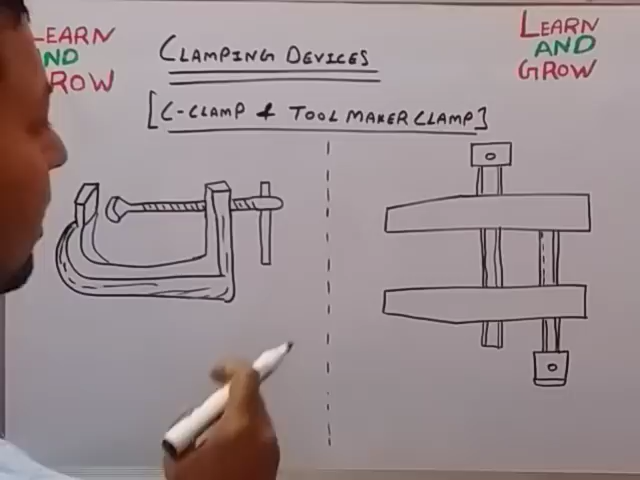 LEARN
AND
GROW
CLAMPING DEVICES
[C-CLAMP & TOOL MAKER CLAMP]
LEARN
AND
GROW